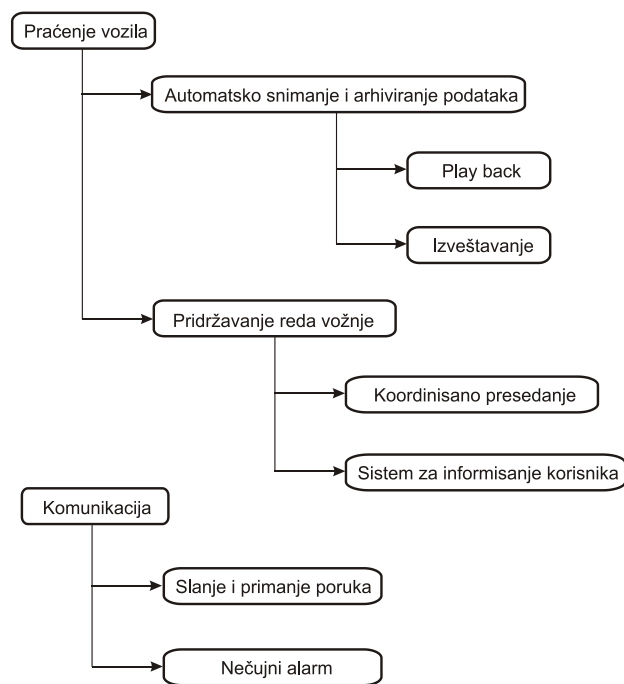 Praćenje vozila
Automatsko snimanje i arhiviranje podataka
Play back
Izveštavanje
Pridržavanje reda vožnje
Koordinisano presedanje
Sistem za informisanje korisnika
Komunikacija
Slanje i primanje poruka
Nečujni alarm